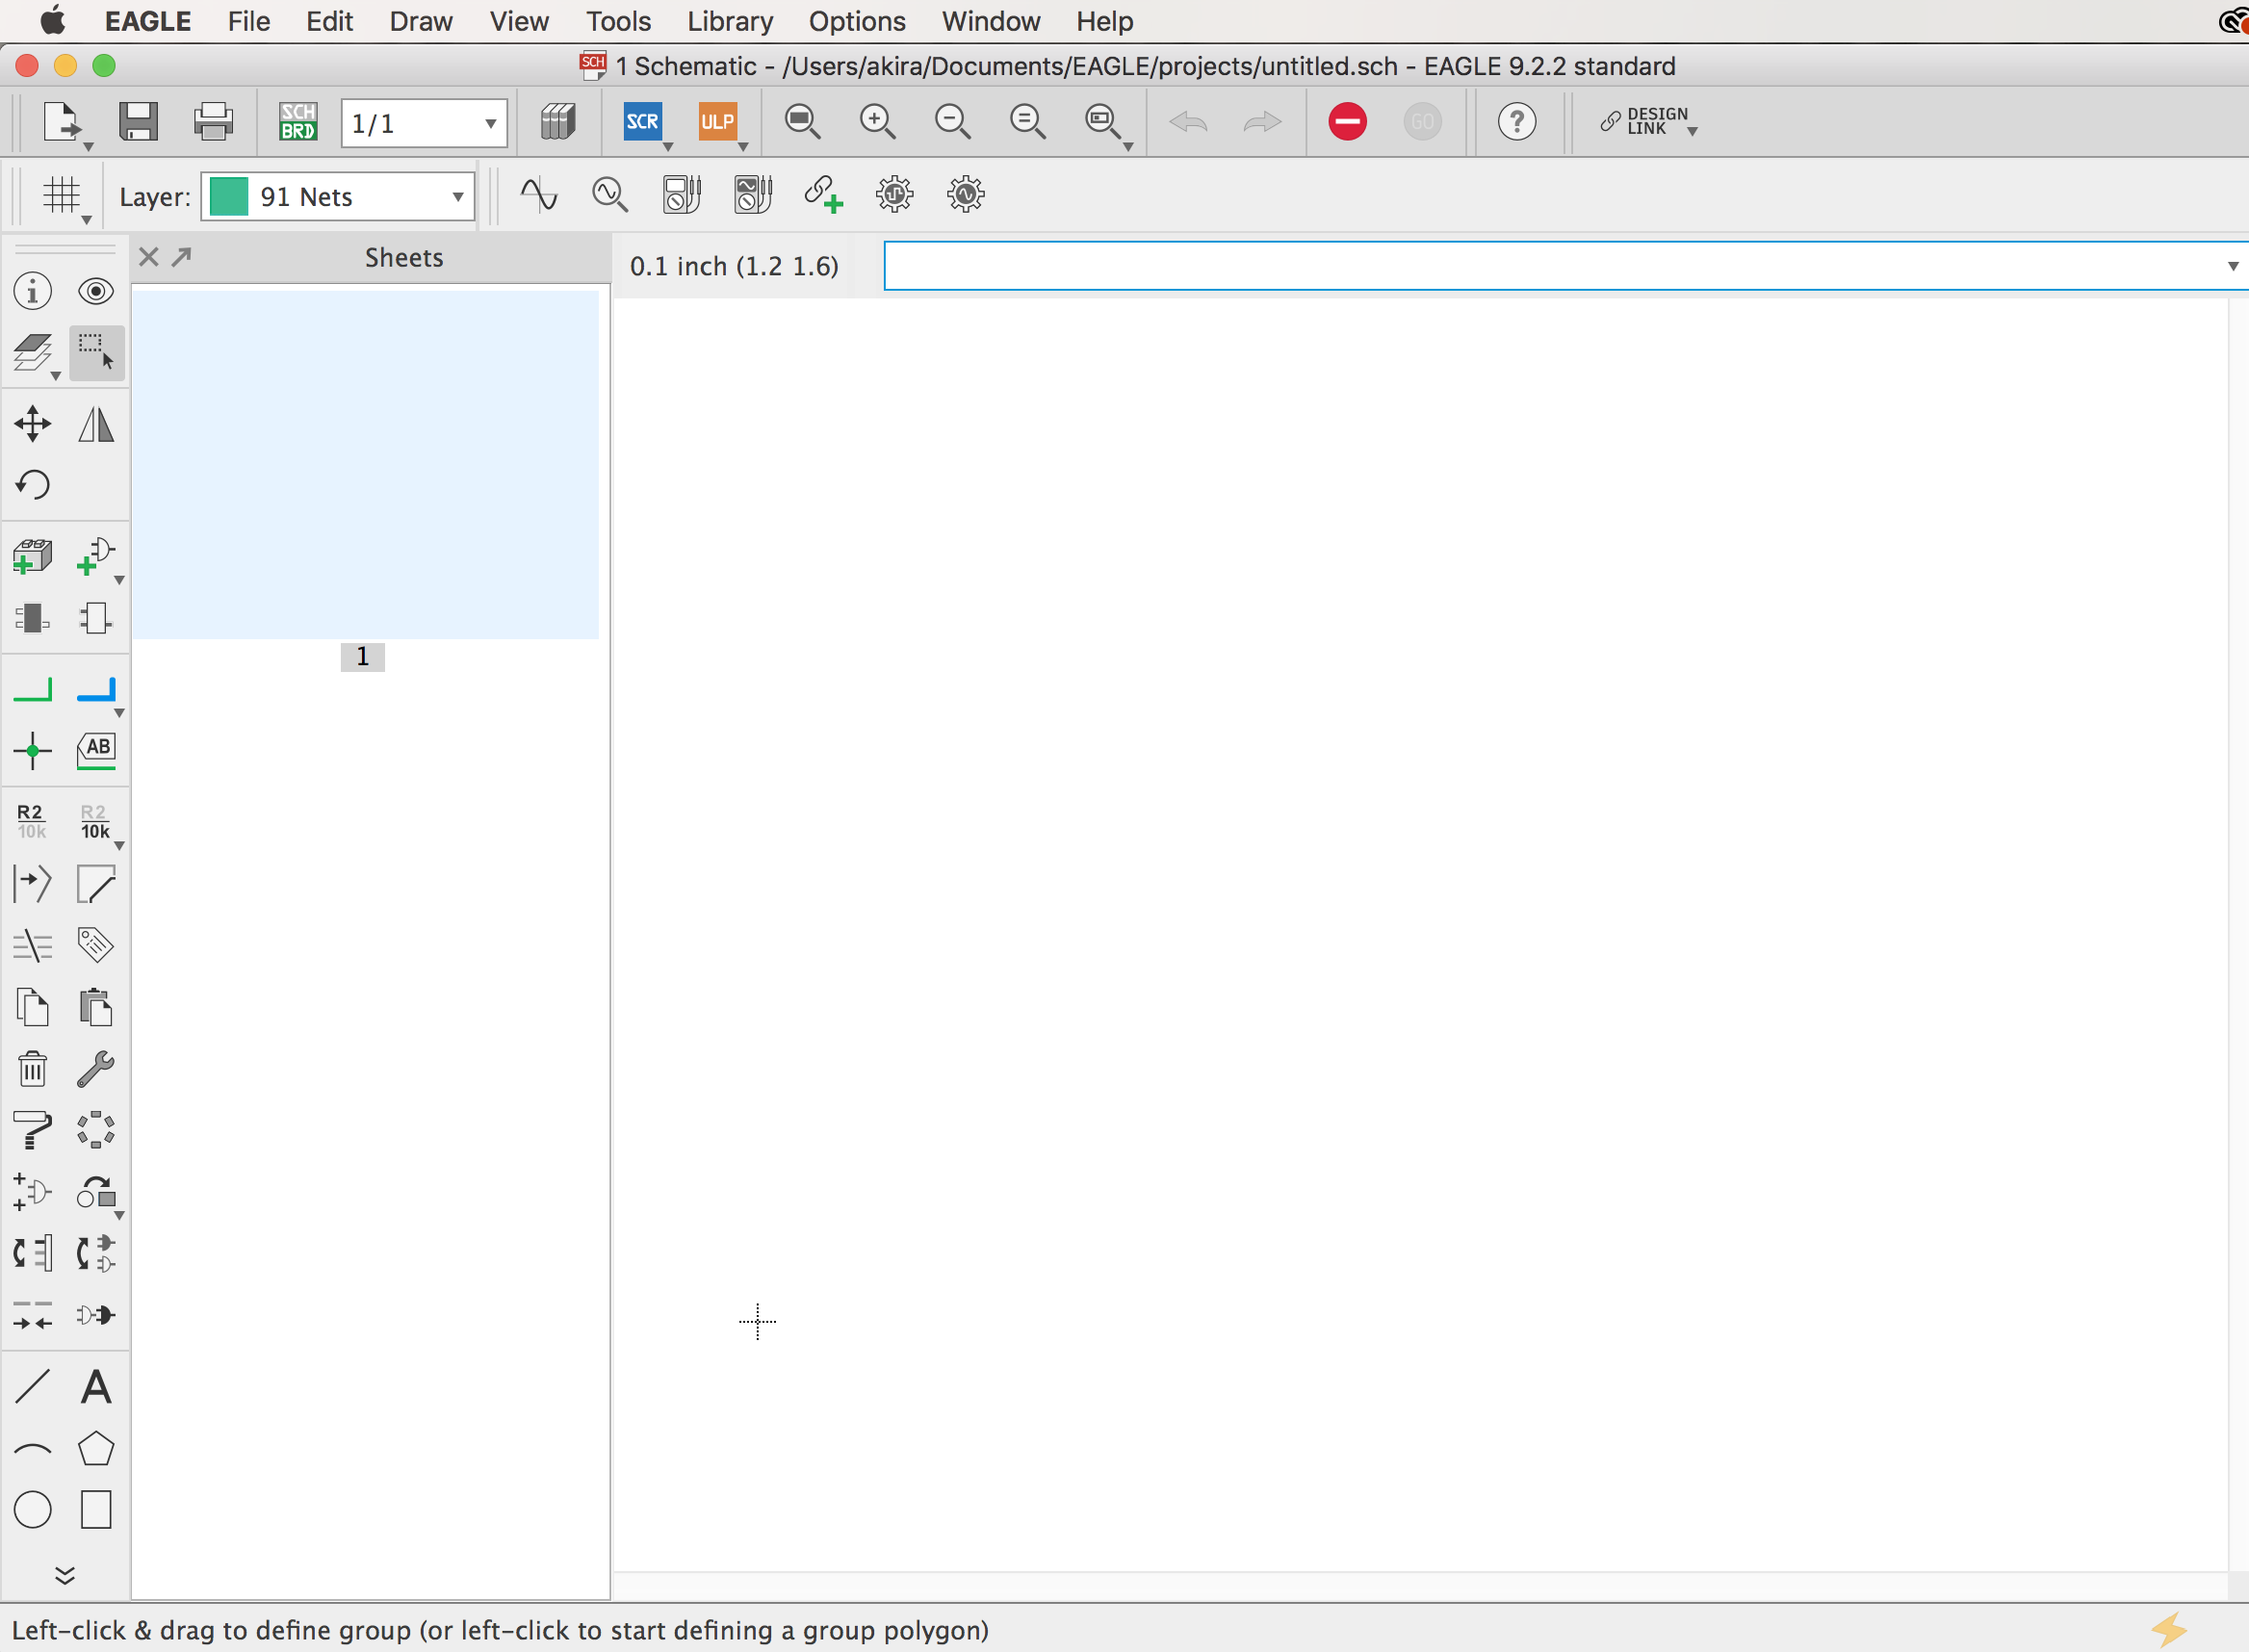 EAGLE File Edit Draw View Tools Library Options Window Help
SCH 1 Schematic - /Users/akira/Documents/EAGLE/projects/untitled.sch - EAGLE 9.2.2 standard
SCH BRD 1/1 SCR ULP GO ? DESIGN LINK
Layer: 91 Nets
Sheets
0.1 inch (1.2 1.6)
i
1
AB
R2 R2
10k 10k
A
Left-click & drag to define group (or left-click to start defining a group polygon)